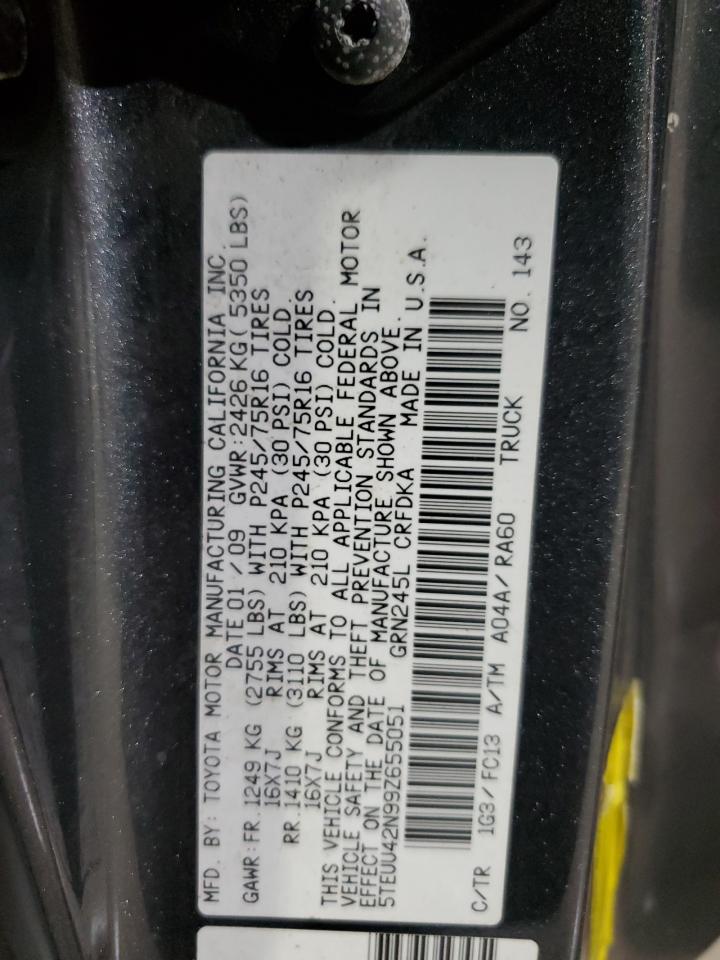 MFD. BY: TOYOTA MOTOR MANUFACTURING CALIFORNIA INC.
DATE 01 / 09 GVWR: 2426 KG( 5350 LBS)
GAWR: FR. 1249 KG (2755 LBS) WITH P245/75R16 TIRES
16X7J RIMS AT 210 KPA (30 PSI) COLD.
RR. 1410 KG (3110 LBS) WITH P245/75R16 TIRES
16X7J RIMS AT 210 KPA (30 PSI) COLD.
THIS VEHICLE CONFORMS TO ALL APPLICABLE FEDERAL MOTOR
VEHICLE SAFETY AND THEFT PREVENTION STANDARDS IN
EFFECT ON THE DATE OF MANUFACTURE SHOWN ABOVE.
5TEUU42N99Z655051 GRN245L CRFDKA MADE IN U.S.A.
C/TR 1G3/FC13 A/TM A04A/RA60 TRUCK NO. 143